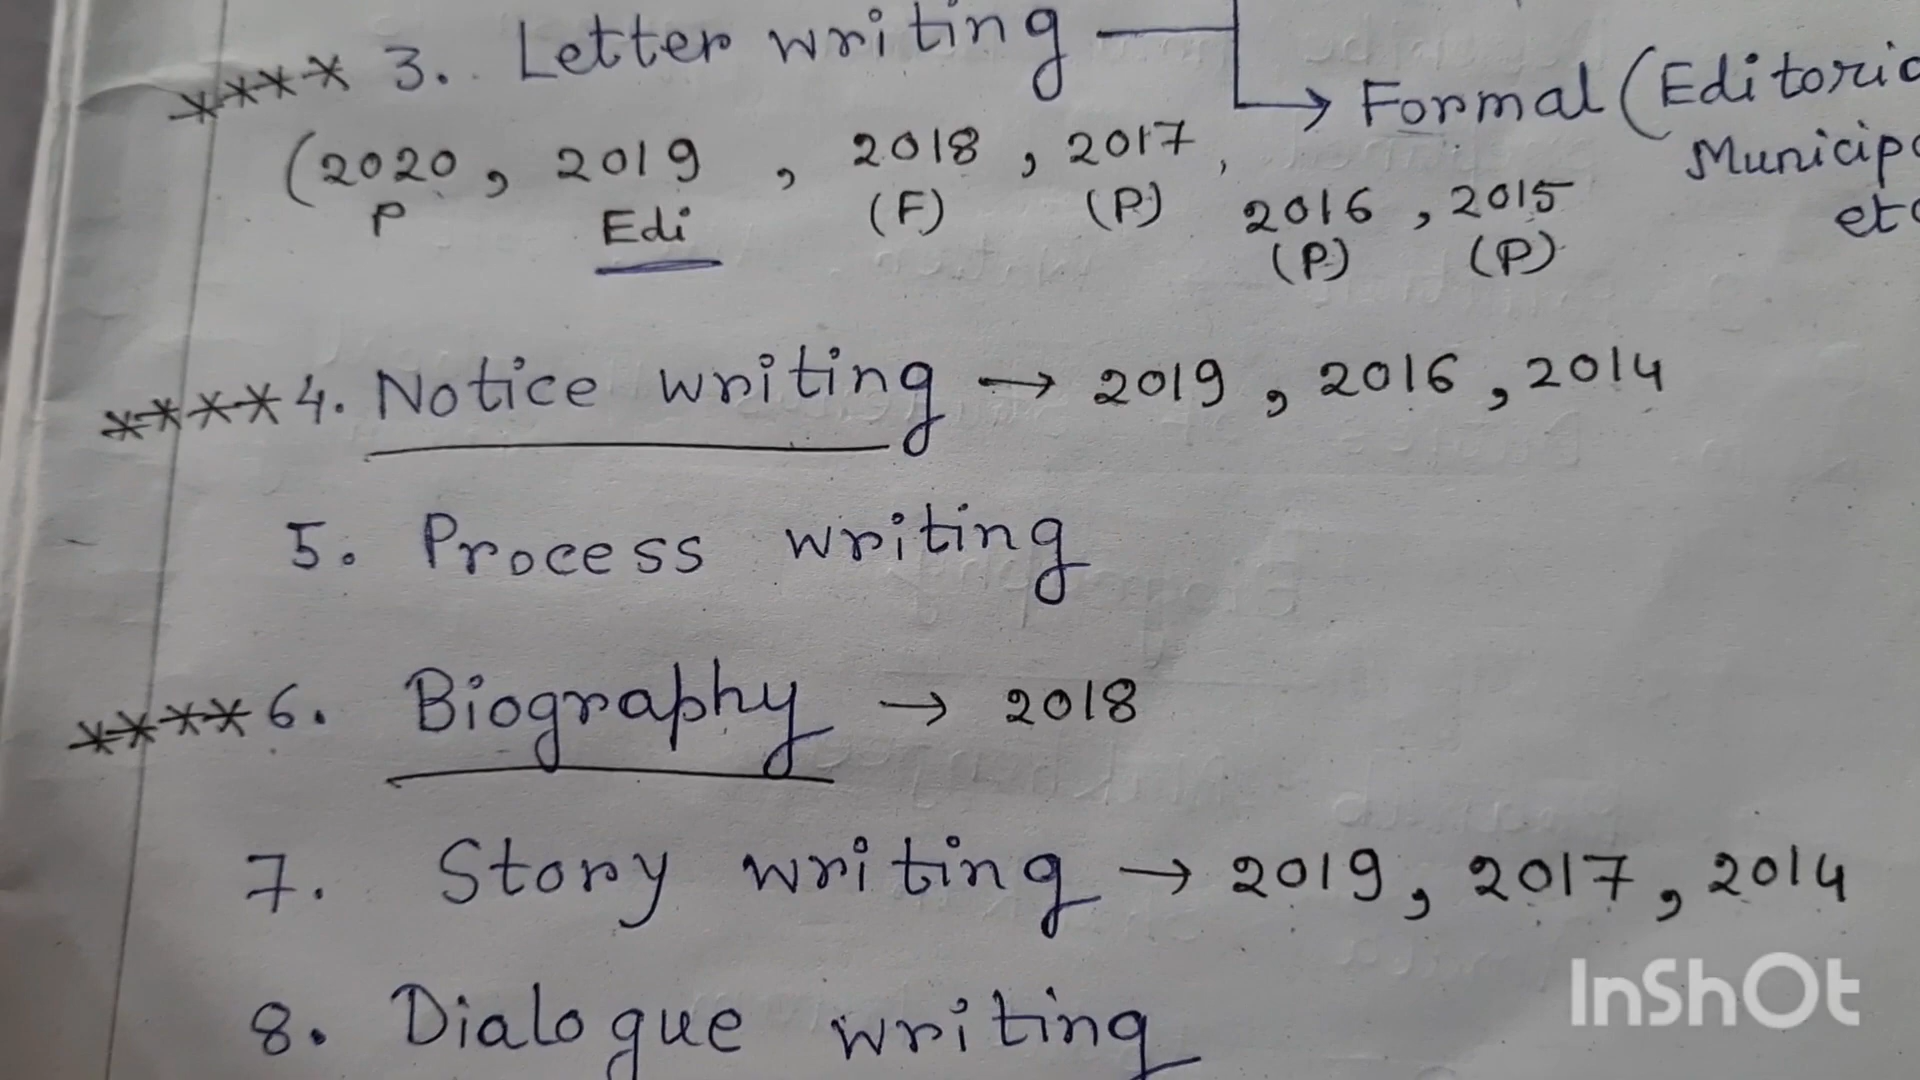 **** 3. Letter writing
→ Formal (Editoria
Municip
etc
(2020, 2019, 2018, 2017,
P Edi (F) (P)
2016, 2015
(P) (P)
**** 4. Notice writing → 2019, 2016, 2014
5. Process writing
**** 6. Biography → 2018
7. Story writing → 2019, 2017, 2014
8. Dialogue writing
InShOt